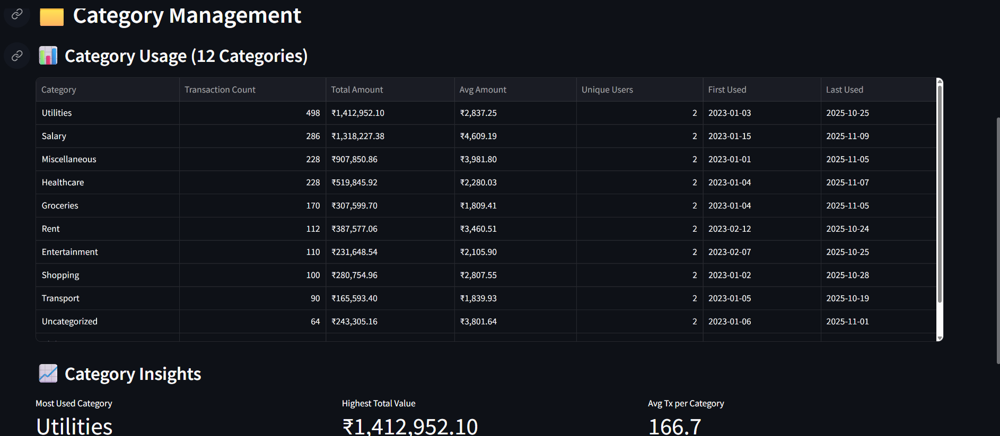 Category Management
Category Usage (12 Categories)
Category Transaction Count Total Amount Avg Amount Unique Users First Used Last Used
Utilities 498 ₹1,412,952.10 ₹2,837.25 2 2023-01-03 2025-10-25
Salary 286 ₹1,318,227.38 ₹4,609.19 2 2023-01-15 2025-11-09
Miscellaneous 228 ₹907,850.86 ₹3,981.80 2 2023-01-01 2025-11-05
Healthcare 228 ₹519,845.92 ₹2,280.03 2 2023-01-04 2025-11-07
Groceries 170 ₹307,599.70 ₹1,809.41 2 2023-01-04 2025-11-05
Rent 112 ₹387,577.06 ₹3,460.51 2 2023-02-12 2025-10-24
Entertainment 110 ₹231,648.54 ₹2,105.90 2 2023-02-07 2025-10-25
Shopping 100 ₹280,754.96 ₹2,807.55 2 2023-01-02 2025-10-28
Transport 90 ₹165,593.40 ₹1,839.93 2 2023-01-05 2025-10-19
Uncategorized 64 ₹243,305.16 ₹3,801.64 2 2023-01-06 2025-11-01
Category Insights
Most Used Category Highest Total Value Avg Tx per Category
Utilities ₹1,412,952.10 166.7